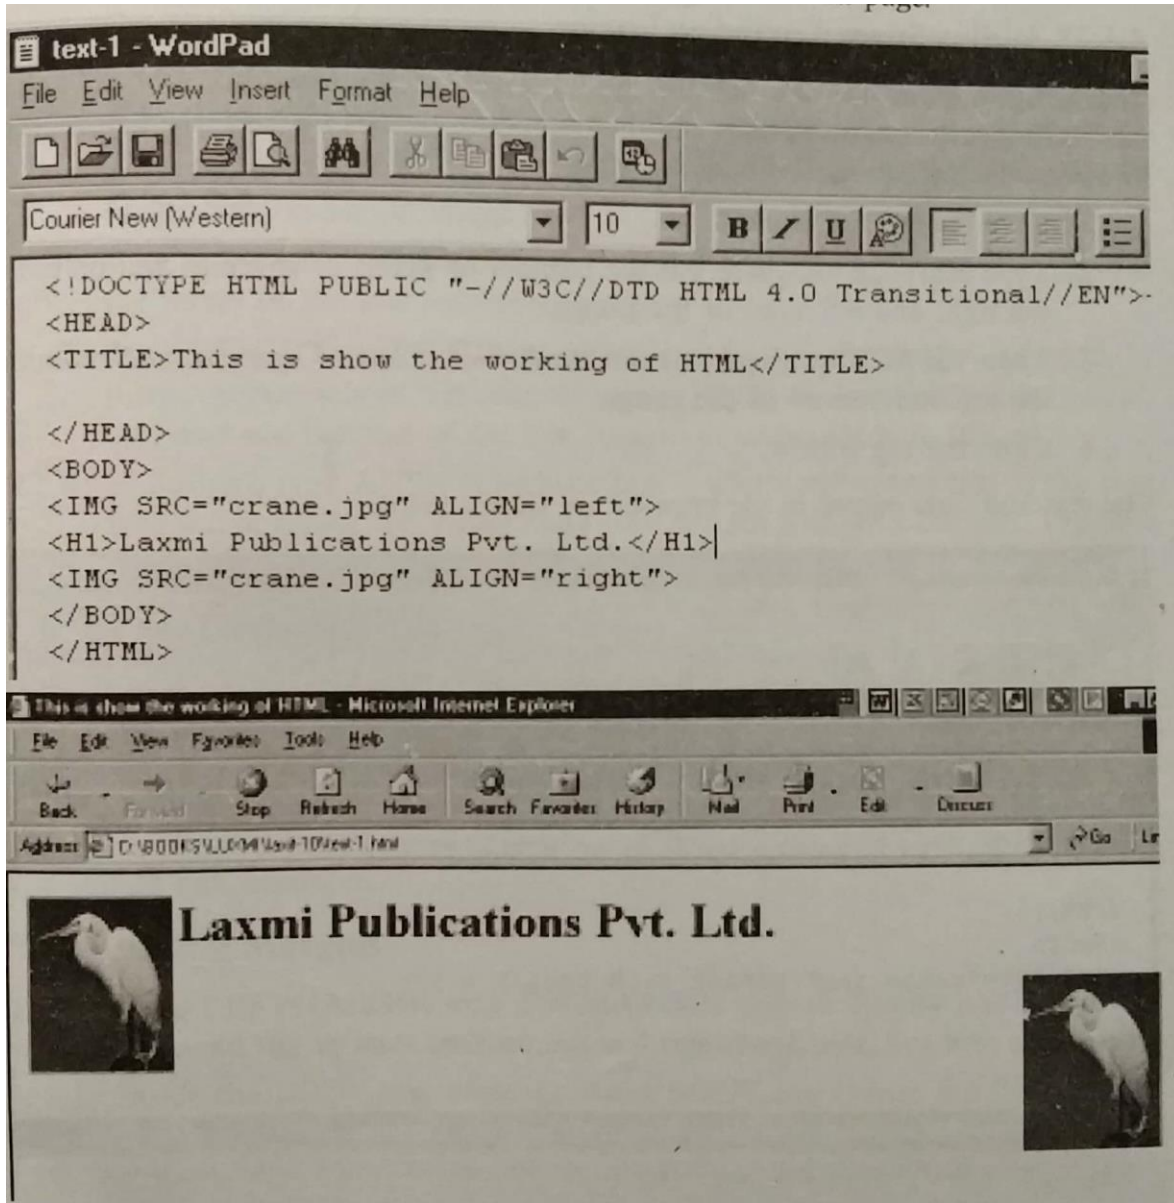 page.
text-1 - WordPad
File Edit View Insert Format Help
Courier New (Western) 10 B I U
<!DOCTYPE HTML PUBLIC "-//W3C//DTD HTML 4.0 Transitional//EN">
<HEAD>
<TITLE>This is show the working of HTML</TITLE>
</HEAD>
<BODY>
<IMG SRC="crane.jpg" ALIGN="left">
<H1>Laxmi Publications Pvt. Ltd.</H1>
<IMG SRC="crane.jpg" ALIGN="right">
</BODY>
</HTML>
This is show the working of HTML - Microsoft Internet Explorer
File Edit View Favorites Tools Help
Back Forward Stop Refresh Home Search Favorites History Mail Print Edit Discuss
Address Go
Laxmi Publications Pvt. Ltd.